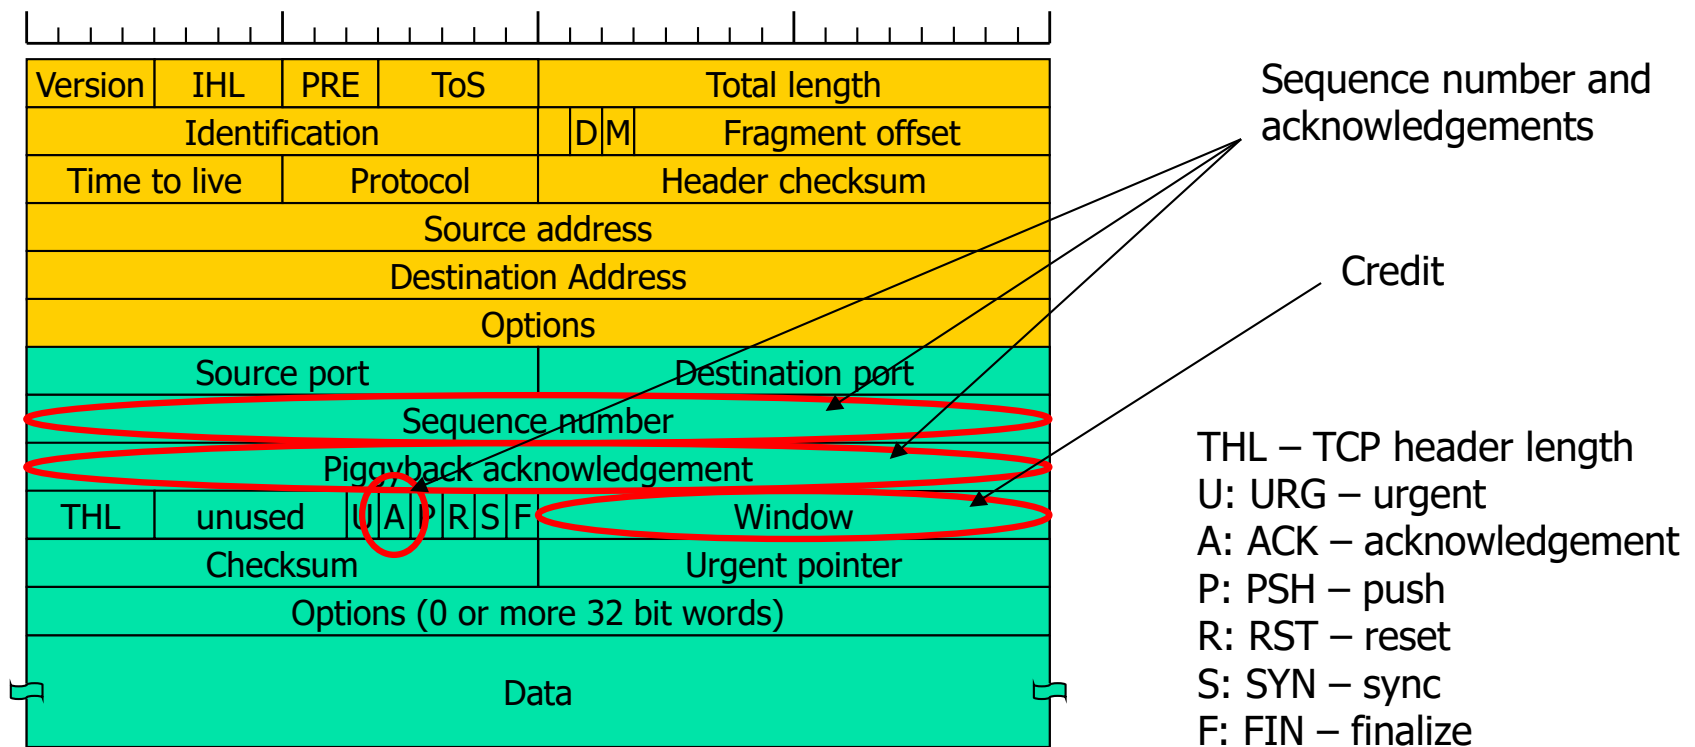 Version IHL PRE ToS Total length
Identification D M Fragment offset
Time to live Protocol Header checksum
Source address
Destination Address
Options
Source port Destination port
Sequence number
Piggyback acknowledgement
THL unused U A P R S F Window
Checksum Urgent pointer
Options (0 or more 32 bit words)
Data
Sequence number and
acknowledgements
Credit
THL – TCP header length
U: URG – urgent
A: ACK – acknowledgement
P: PSH – push
R: RST – reset
S: SYN – sync
F: FIN – finalize